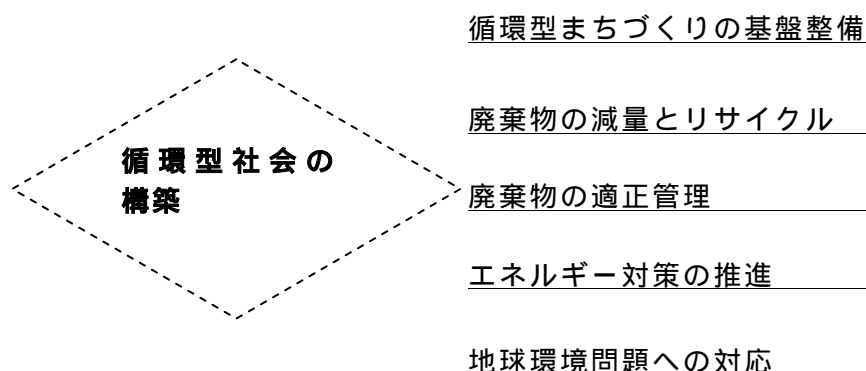 循環型社会の
構築
循環型まちづくりの基盤整備
廃棄物の減量とリサイクル
廃棄物の適正管理
エネルギー対策の推進
地球環境問題への対応